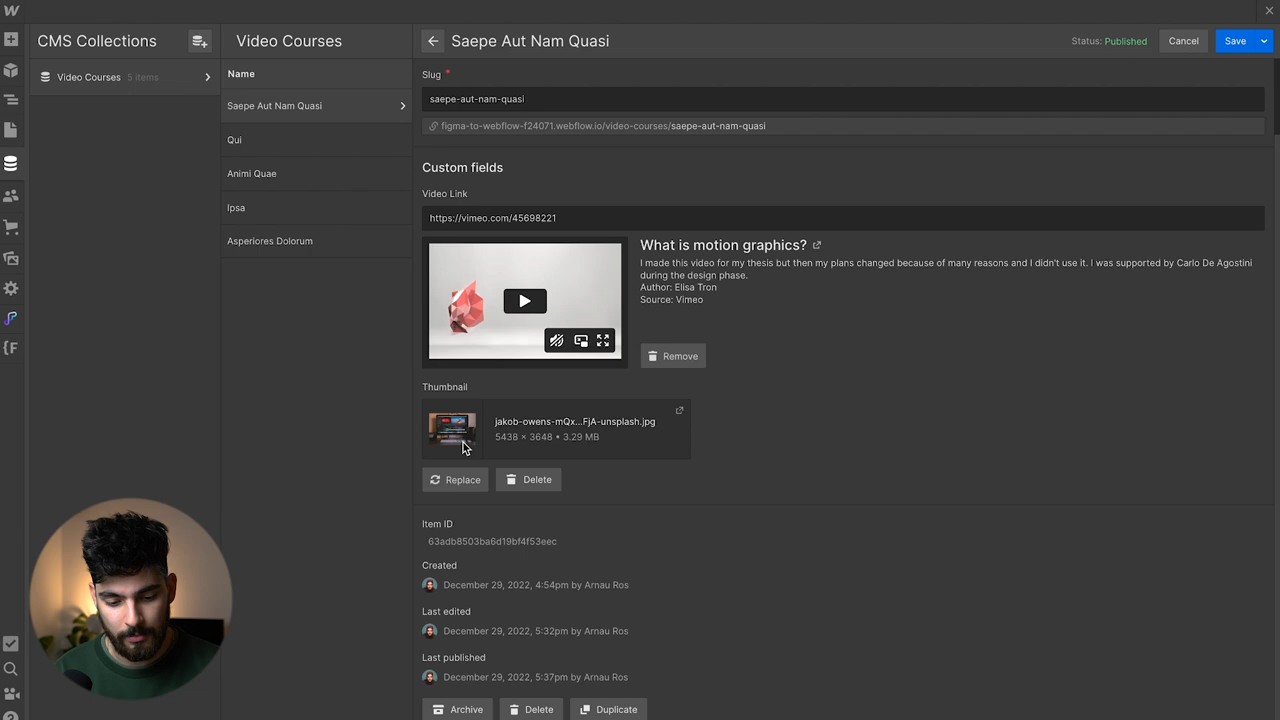 CMS Collections
Video Courses 5 items
Video Courses
Name
Saepe Aut Nam Quasi
Qui
Animi Quae
Ipsa
Asperiores Dolorum
Saepe Aut Nam Quasi
Status: Published
Cancel
Save
Slug *
saepe-aut-nam-quasi
figma-to-webflow-f24071.webflow.io/video-courses/saepe-aut-nam-quasi
Custom fields
Video Link
https://vimeo.com/45698221
What is motion graphics?
I made this video for my thesis but then my plans changed because of many reasons and I didn't use it. I was supported by Carlo De Agostini
during the design phase.
Author: Elisa Tron
Source: Vimeo
Remove
Thumbnail
jakob-owens-mQx...FjA-unsplash.jpg
5438 × 3648 • 3.29 MB
Replace
Delete
Item ID
63adb8503ba6d19bf4f53eec
Created
December 29, 2022, 4:54pm by Arnau Ros
Last edited
December 29, 2022, 5:32pm by Arnau Ros
Last published
December 29, 2022, 5:37pm by Arnau Ros
Archive
Delete
Duplicate